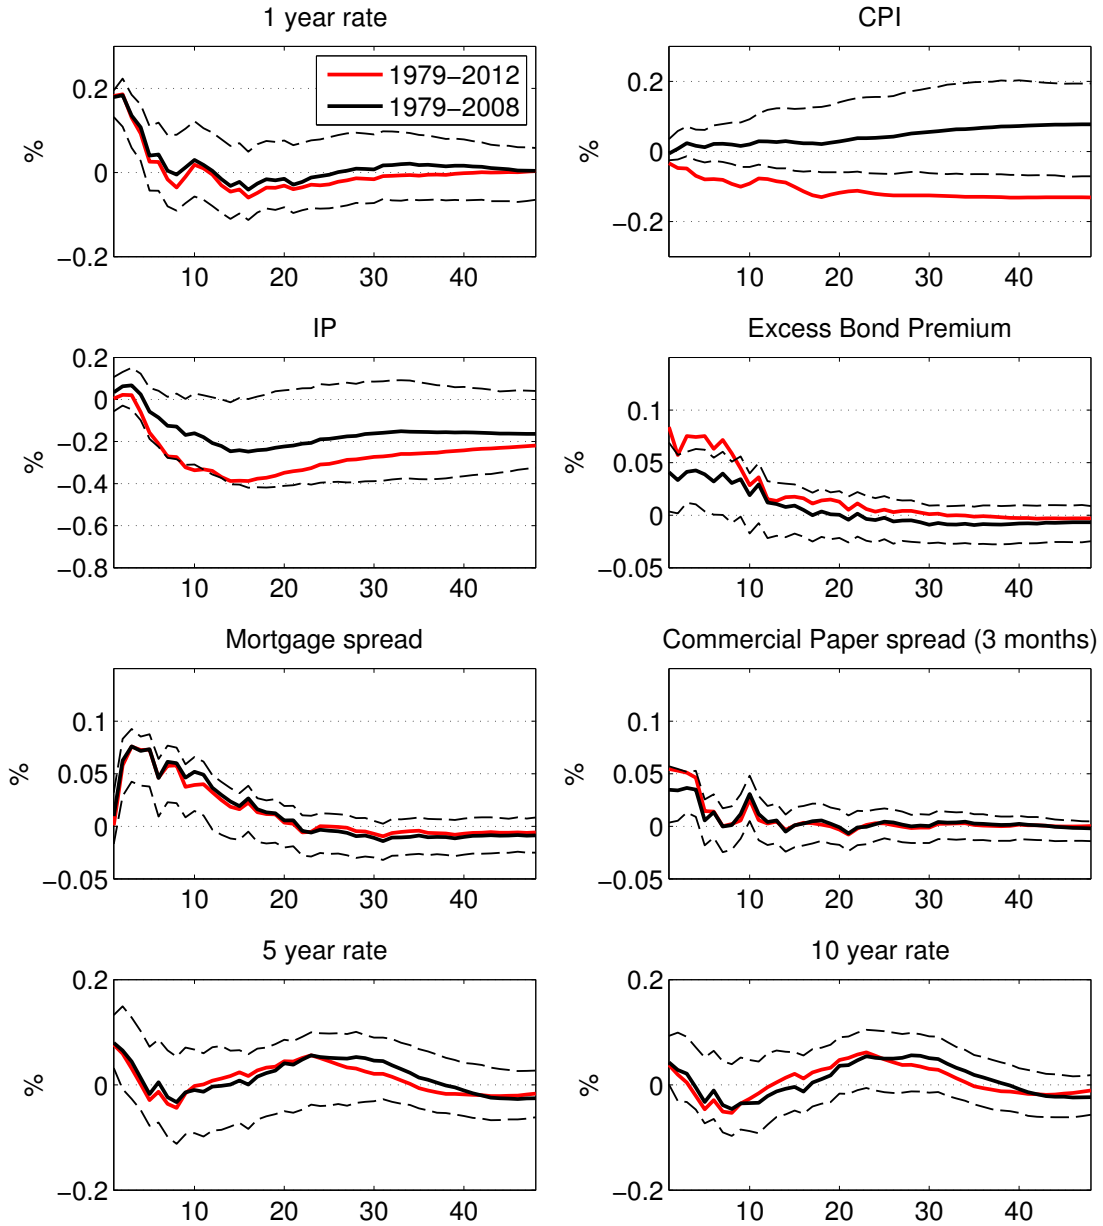 1 year rate
CPI
1979−2012
1979−2008
0.2
0
−0.2
%
10 20 30 40
0.2
0
−0.2
%
10 20 30 40
IP
Excess Bond Premium
0.2
0
−0.2
−0.4
−0.6
−0.8
%
10 20 30 40
0.1
0.05
0
−0.05
%
10 20 30 40
Mortgage spread
Commercial Paper spread (3 months)
0.1
0.05
0
−0.05
%
10 20 30 40
0.1
0.05
0
−0.05
%
10 20 30 40
5 year rate
10 year rate
0.2
0
−0.2
%
10 20 30 40
0.2
0
−0.2
%
10 20 30 40